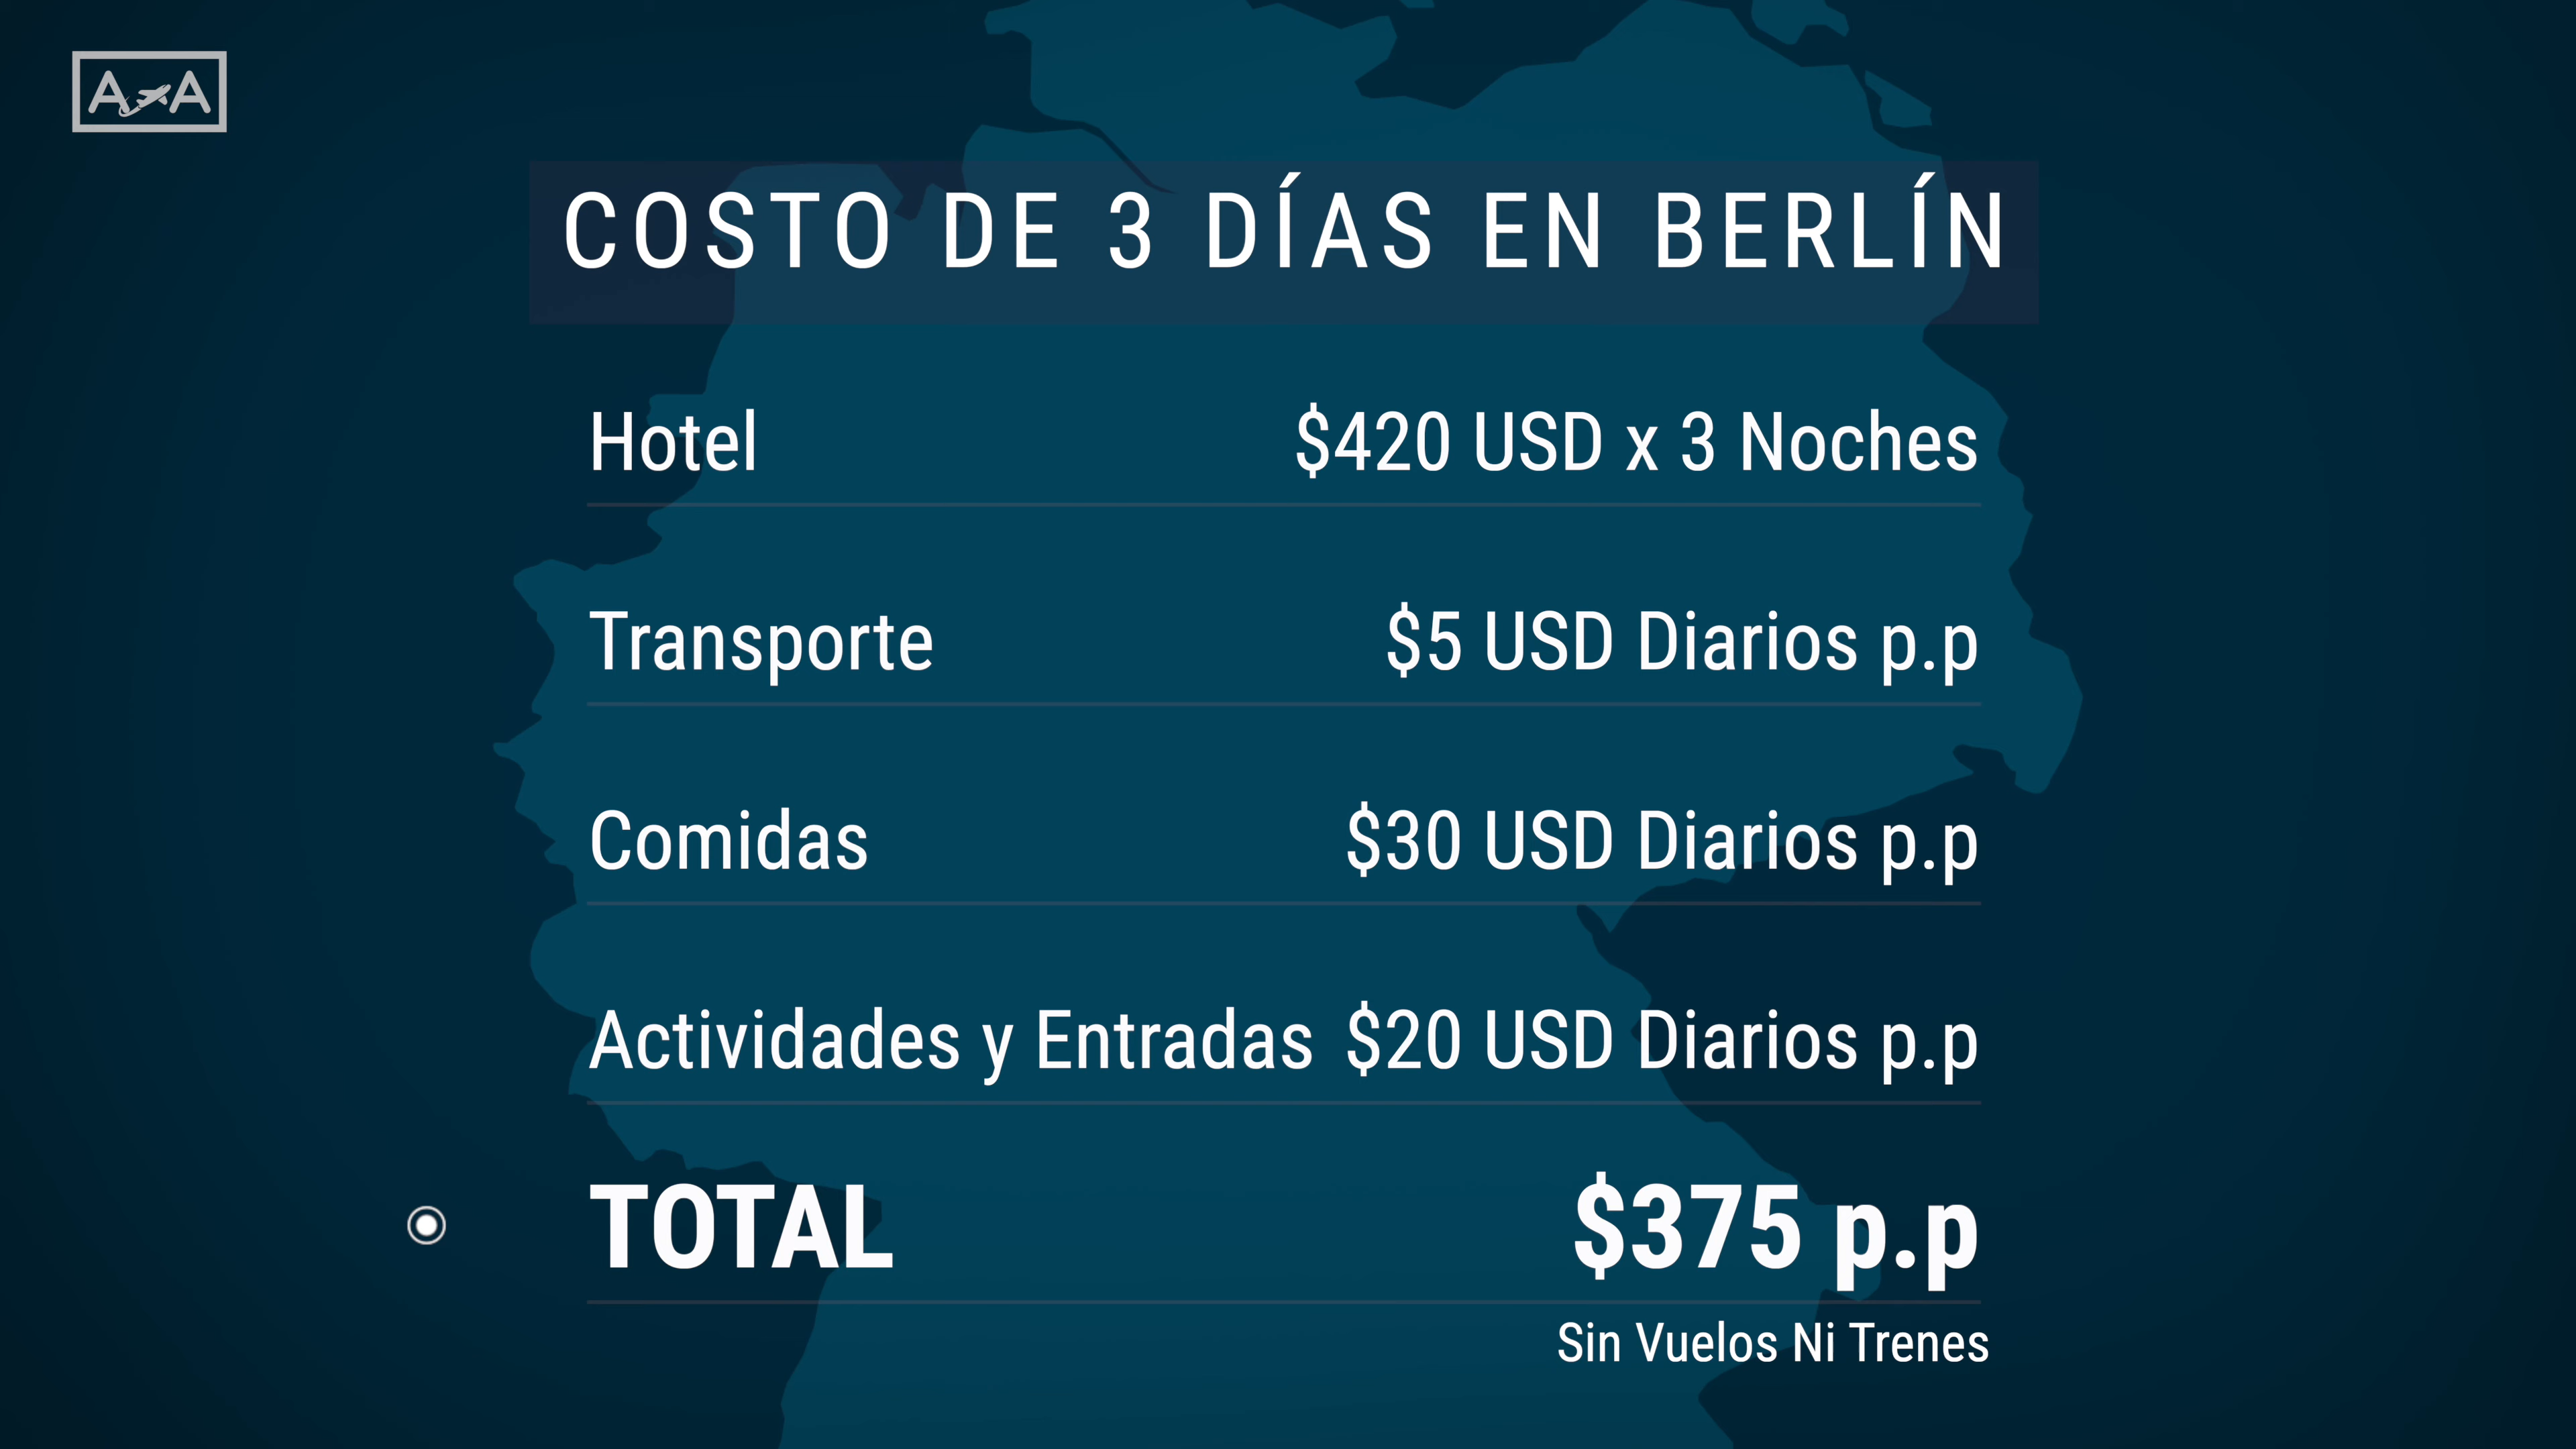 A A
COSTO DE 3 DÍAS EN BERLÍN
Hotel $420 USD x 3 Noches
Transporte $5 USD Diarios p.p
Comidas $30 USD Diarios p.p
Actividades y Entradas $20 USD Diarios p.p
TOTAL $375 p.p
Sin Vuelos Ni Trenes